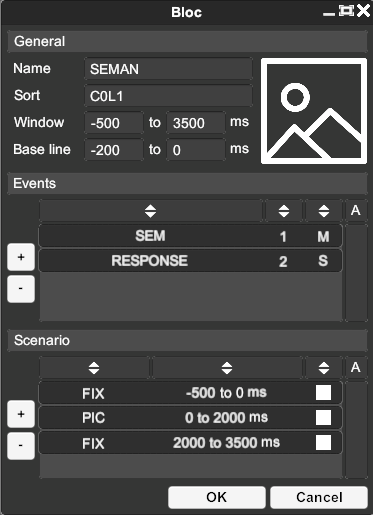 Bloc
General
Name SEMAN
Sort C0L1
Window -500 to 3500 ms
Base line -200 to 0 ms
Events
A
SEM 1 M
+
RESPONSE 2 S
-
Scenario
A
FIX -500 to 0 ms
+
PIC 0 to 2000 ms
-
FIX 2000 to 3500 ms
OK Cancel